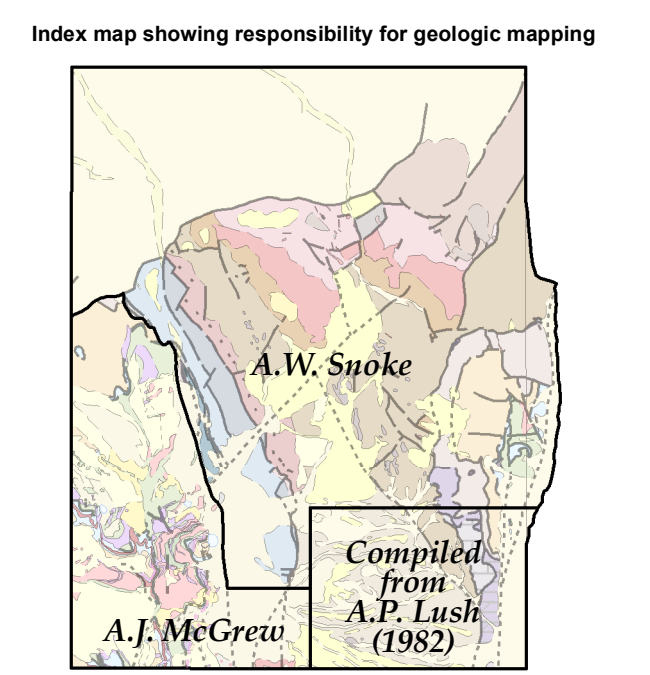 Index map showing responsibility for geologic mapping
A.W. Snoke
Compiled
from
A.P. Lush
(1982)
A.J. McGrew